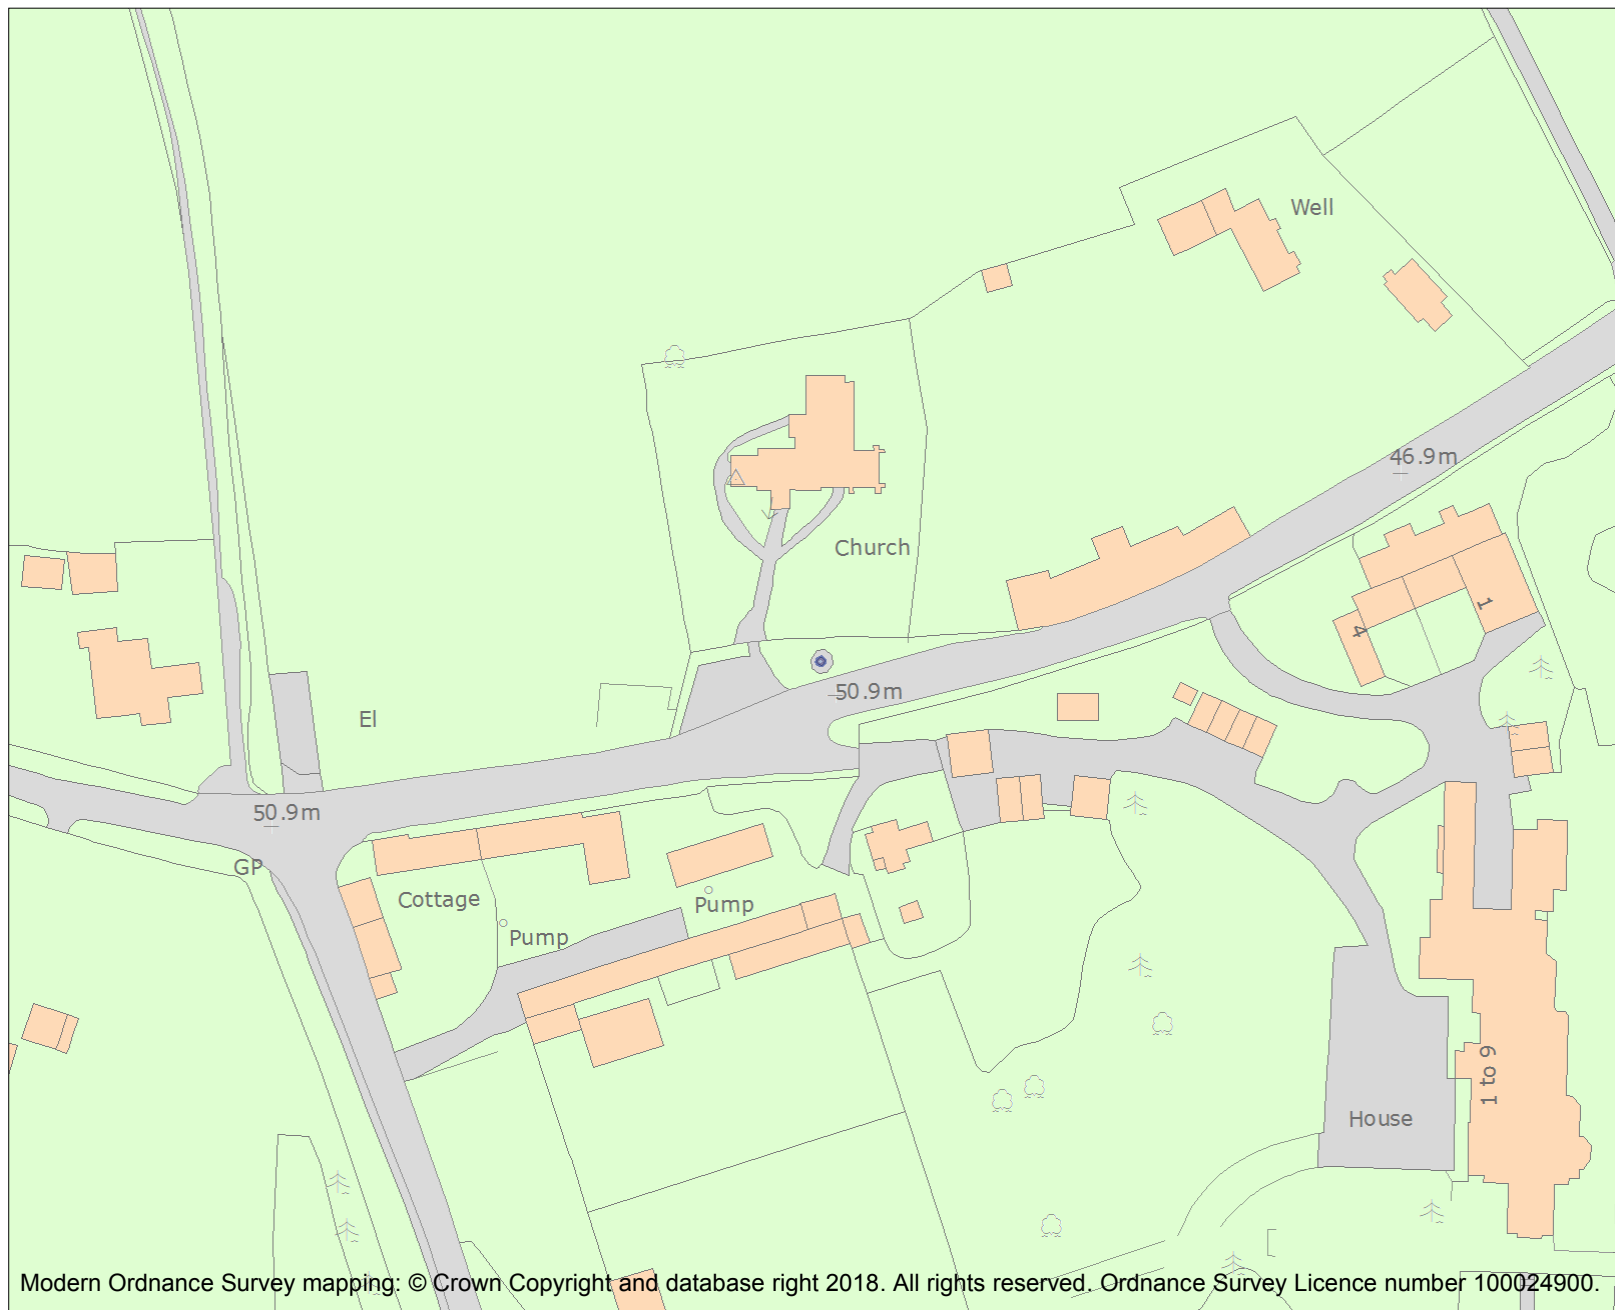 Well
46.9m
Church
1
4
50.9m
El
50.9m
GP
Cottage
Pump
Pump
1 to 9
House
Modern Ordnance Survey mapping: © Crown Copyright and database right 2018. All rights reserved. Ordnance Survey Licence number 100024900.